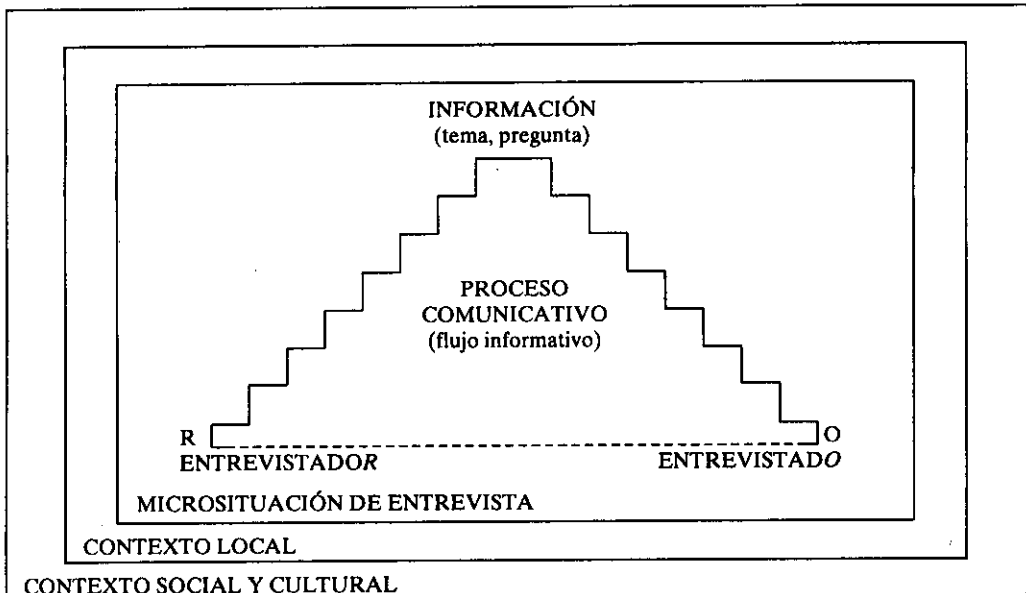 INFORMACIÓN
(tema, pregunta)
PROCESO
COMUNICATIVO
(flujo informativo)
R
O
ENTREVISTADOR
ENTREVISTADO
MICROSITUACIÓN DE ENTREVISTA
CONTEXTO LOCAL
CONTEXTO SOCIAL Y CULTURAL